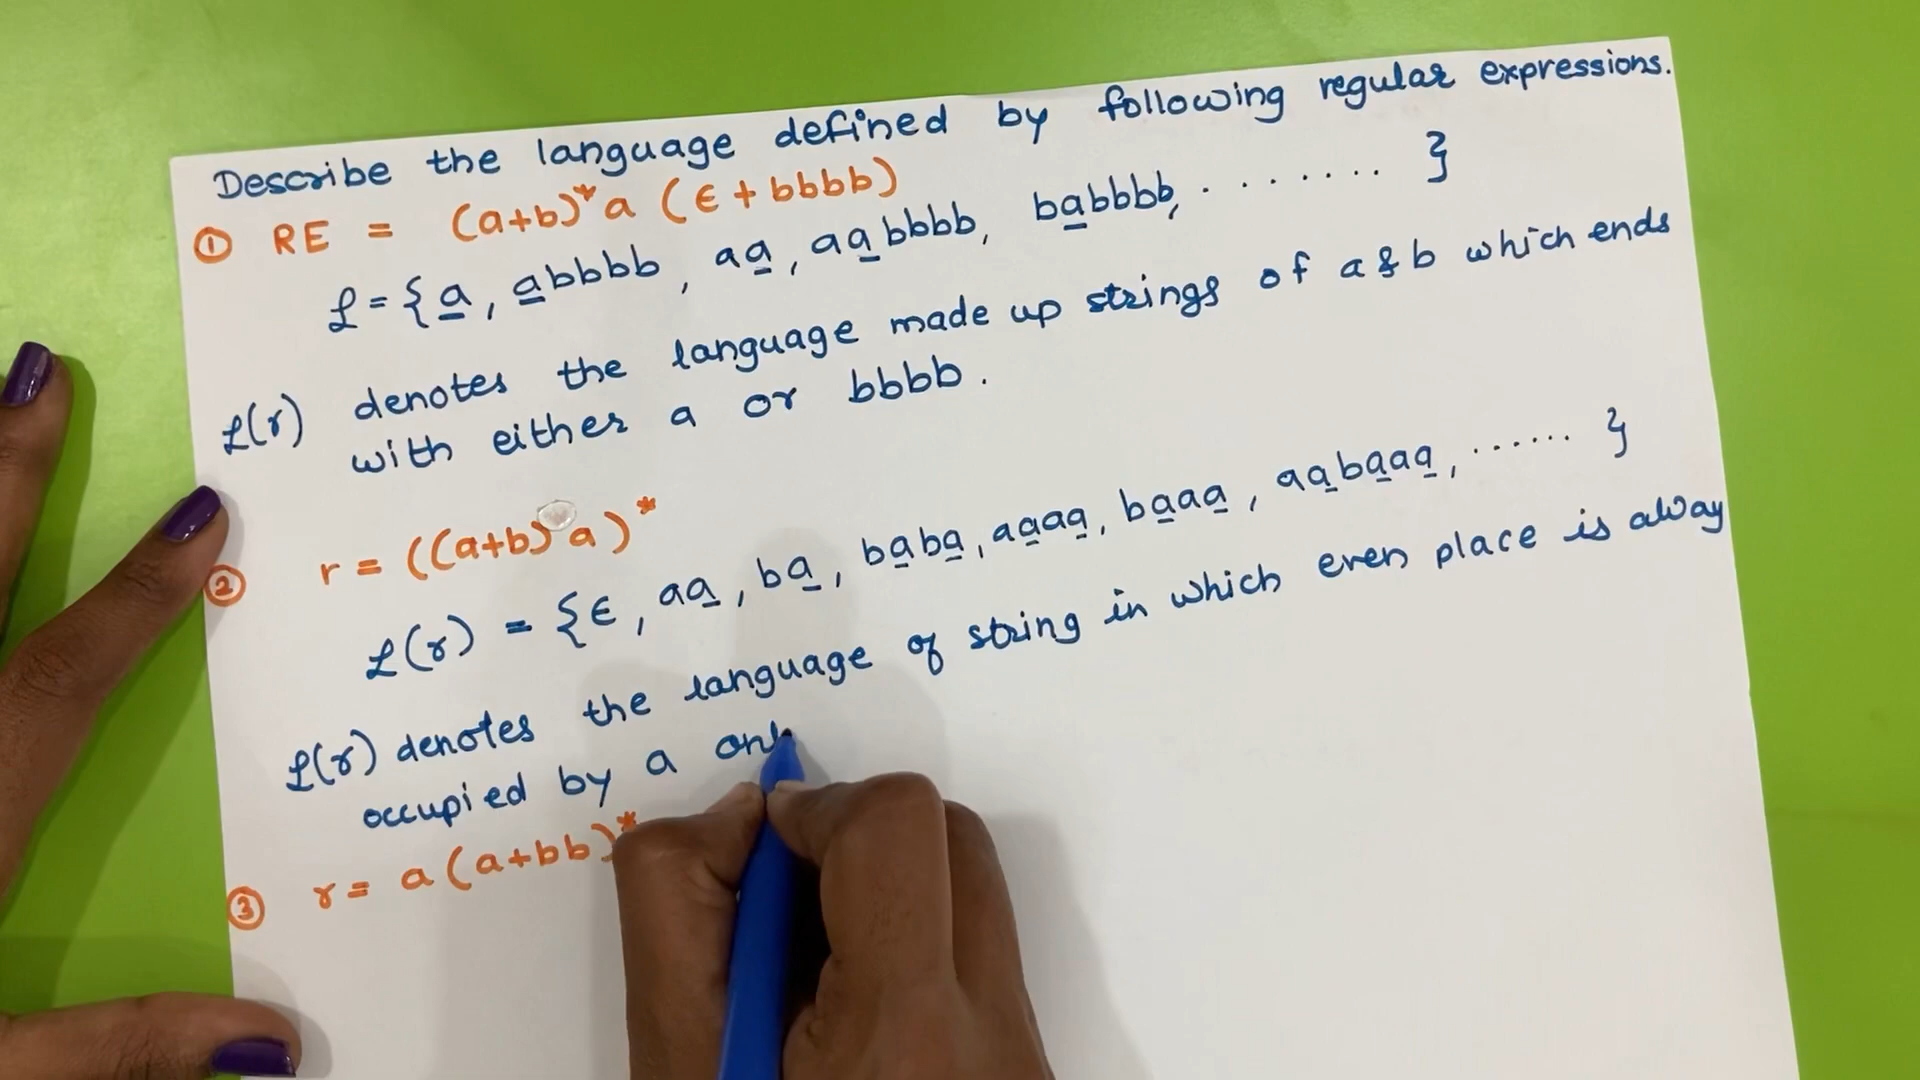 Describe the language defined by following regular expressions.
① RE = (a+b)*a (ϵ + bbbb)
ℒ = {a, abbbb, aa, aabbbb, babbbb, ........ }
ℒ(r) denotes the language made up strings of a & b which ends
with either a or bbbb.
② r = ((a+b) a)*
ℒ(r) = {ϵ, aa, ba, baba, aaaa, baaa, aabaaa, ...... }
ℒ(r) denotes the language of string in which even place is alway
occupied by a
③ r = a(a+bb)*